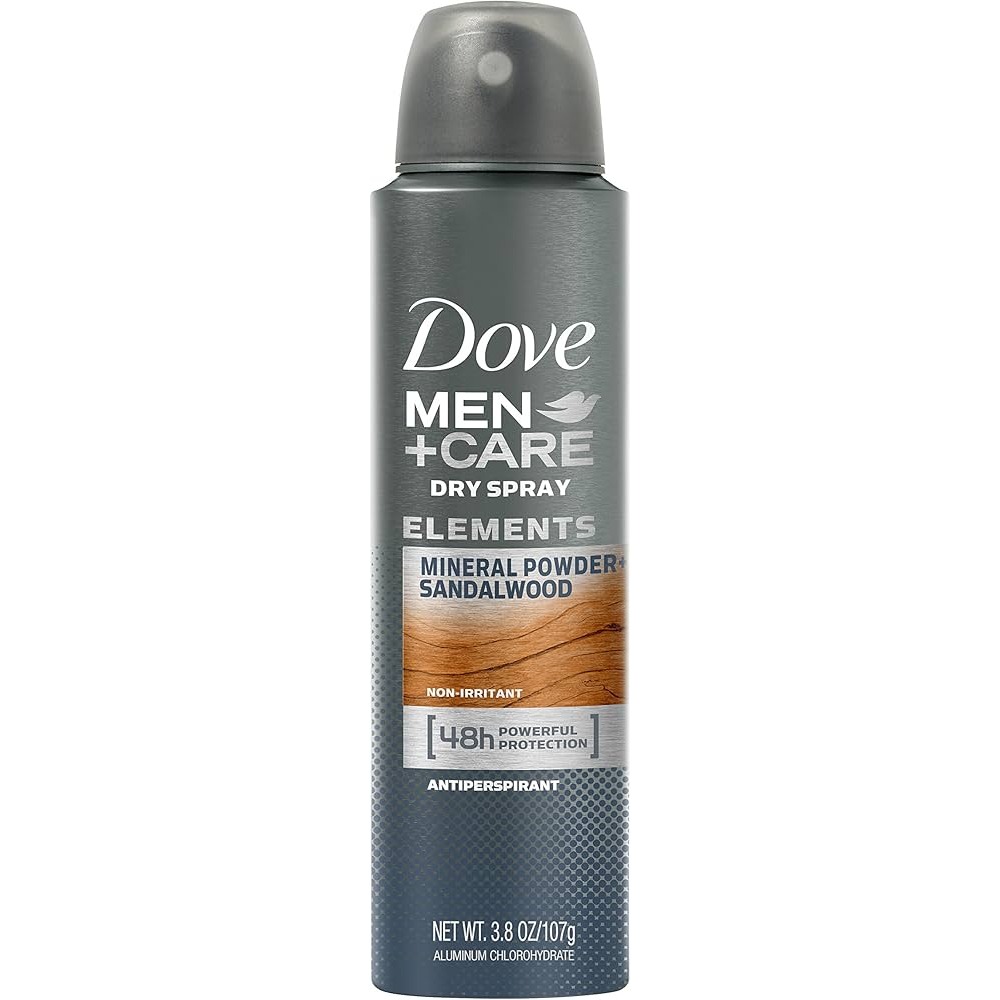 Dove
MEN
+CARE
DRY SPRAY
ELEMENTS
MINERAL POWDER+
SANDALWOOD
NON-IRRITANT
[48h POWERFUL
PROTECTION]
ANTIPERSPIRANT
NET WT. 3.8 OZ/107g
ALUMINUM CHLOROHYDRATE